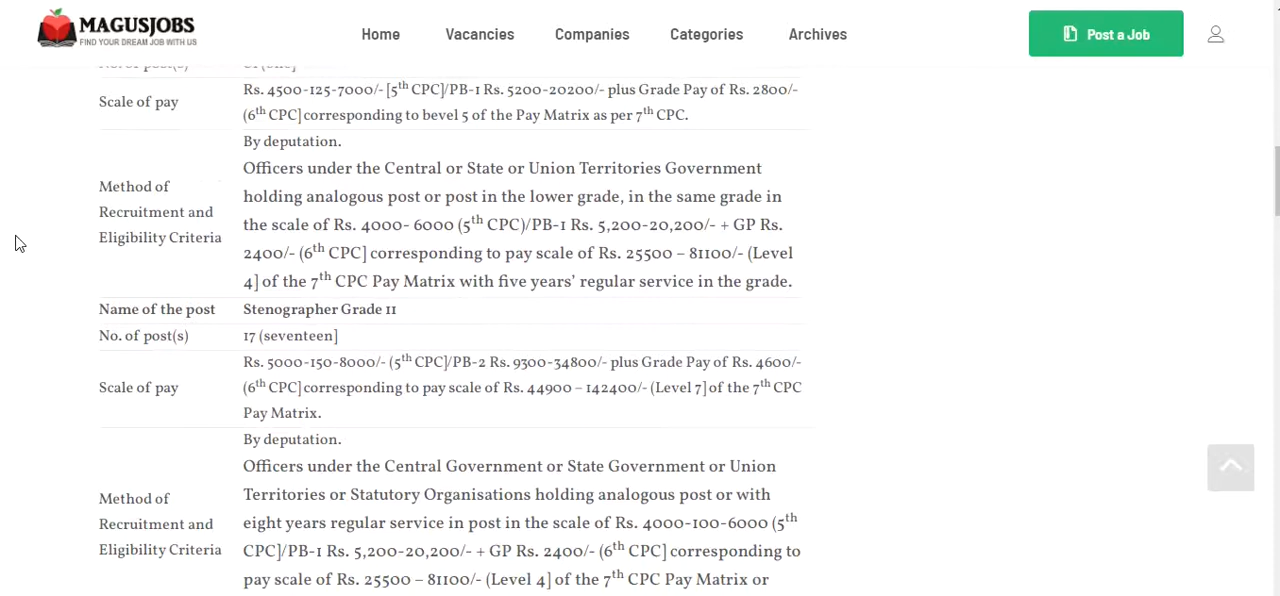 MAGUSJOBS
FIND YOUR DREAM JOB WITH US
Home
Vacancies
Companies
Categories
Archives
Post a Job
No. of post(s)
Scale of pay
Rs. 4500-125-7000/- [5th CPC]/PB-1 Rs. 5200-20200/- plus Grade Pay of Rs. 2800/-
(6th CPC] corresponding to bevel 5 of the Pay Matrix as per 7th CPC.
Method of
Recruitment and
Eligibility Criteria
By deputation.
Officers under the Central or State or Union Territories Government
holding analogous post or post in the lower grade, in the same grade in
the scale of Rs. 4000- 6000 (5th CPC)/PB-1 Rs. 5,200-20,200/- + GP Rs.
2400/- (6th CPC] corresponding to pay scale of Rs. 25500 – 81100/- (Level
4] of the 7th CPC Pay Matrix with five years’ regular service in the grade.
Name of the post
Stenographer Grade 11
No. of post(s)
17 (seventeen]
Scale of pay
Rs. 5000-150-8000/- (5th CPC]/PB-2 Rs. 9300-34800/- plus Grade Pay of Rs. 4600/-
(6th CPC] corresponding to pay scale of Rs. 44900 – 142400/- (Level 7] of the 7th CPC
Pay Matrix.
Method of
Recruitment and
Eligibility Criteria
By deputation.
Officers under the Central Government or State Government or Union
Territories or Statutory Organisations holding analogous post or with
eight years regular service in post in the scale of Rs. 4000-100-6000 (5th
CPC]/PB-1 Rs. 5,200-20,200/- + GP Rs. 2400/- (6th CPC] corresponding to
pay scale of Rs. 25500 – 81100/- (Level 4] of the 7th CPC Pay Matrix or